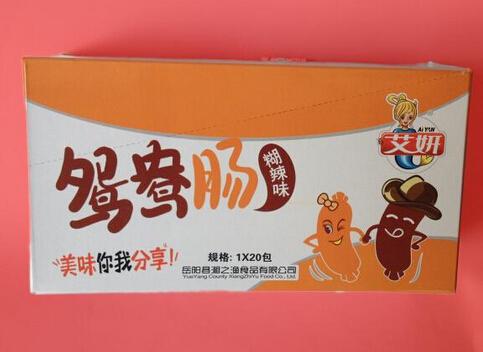 Ai YAN
艾妍
鸳鸯肠
糊辣味
美味你我分享!
规格: 1X20包
岳阳县湘之渔食品有限公司
YueYang County XiangZhiYu Food Co., Ltd.